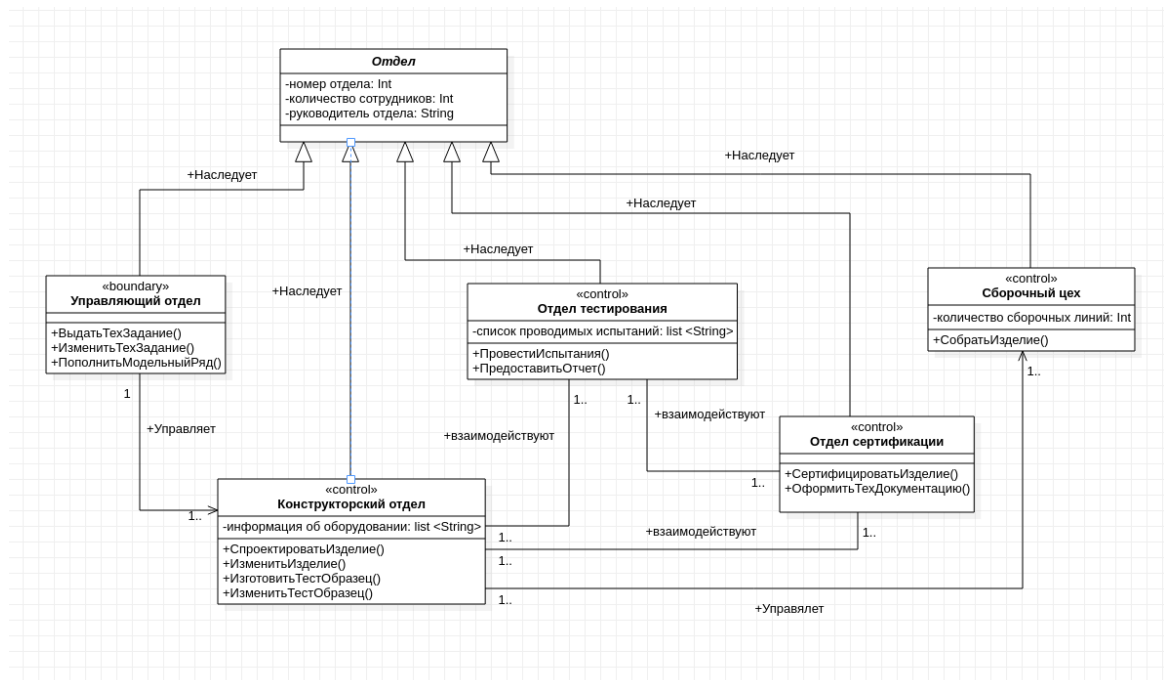 Отдел
-номер отдела: Int
-количество сотрудников: Int
-руководитель отдела: String
+Наследует
+Наследует
+Наследует
+Наследует
+Наследует
«boundary»
Управляющий отдел
+ВыдатьТехЗадание()
+ИзменитьТехЗадание()
+ПополнитьМодельныйРяд()
«control»
Отдел тестирования
-список проводимых испытаний: list <String>
+ПровестиИспытания()
+ПредоставитьОтчет()
«control»
Сборочный цех
-количество сборочных линий: Int
+СобратьИзделие()
1
+Управляет
1..
1..
1..
1..
+взаимодействуют
+взаимодействуют
1..
«control»
Отдел сертификации
+СертифицироватьИзделие()
+ОформитьТехДокументацию()
«control»
Конструкторский отдел
-информация об оборудовании: list <String>
+СпроектироватьИзделие()
+ИзменитьИзделие()
+ИзготовитьТестОбразец()
+ИзменитьТестОбразец()
1..
+взаимодействуют
1..
1..
1..
+Управялет